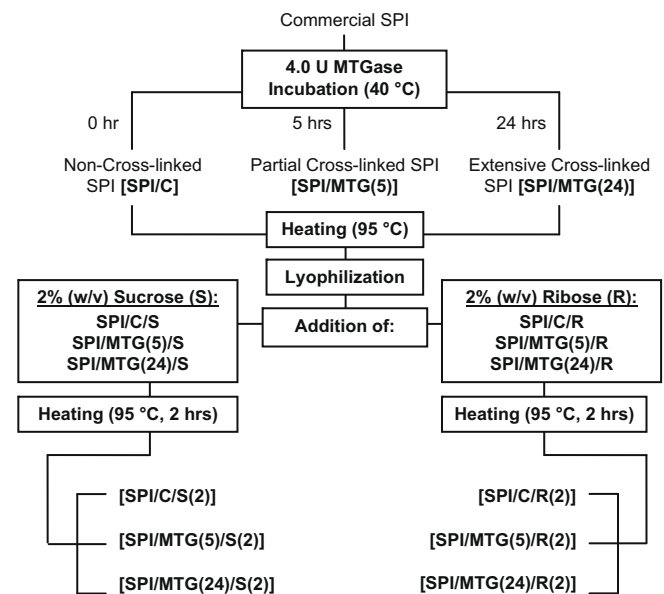 Commercial SPI
4.0 U MTGase
Incubation (40 °C)
0 hr
5 hrs
24 hrs
Non-Cross-linked
SPI [SPI/C]
Partial Cross-linked SPI
[SPI/MTG(5)]
Extensive Cross-linked
SPI [SPI/MTG(24)]
Heating (95 °C)
Lyophilization
Addition of:
2% (w/v) Sucrose (S):
SPI/C/S
SPI/MTG(5)/S
SPI/MTG(24)/S
2% (w/v) Ribose (R):
SPI/C/R
SPI/MTG(5)/R
SPI/MTG(24)/R
Heating (95 °C, 2 hrs)
Heating (95 °C, 2 hrs)
[SPI/C/S(2)]
[SPI/MTG(5)/S(2)]
[SPI/MTG(24)/S(2)]
[SPI/C/R(2)]
[SPI/MTG(5)/R(2)]
[SPI/MTG(24)/R(2)]